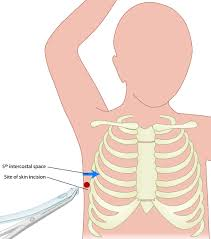 5th intercostal space
Site of skin incision